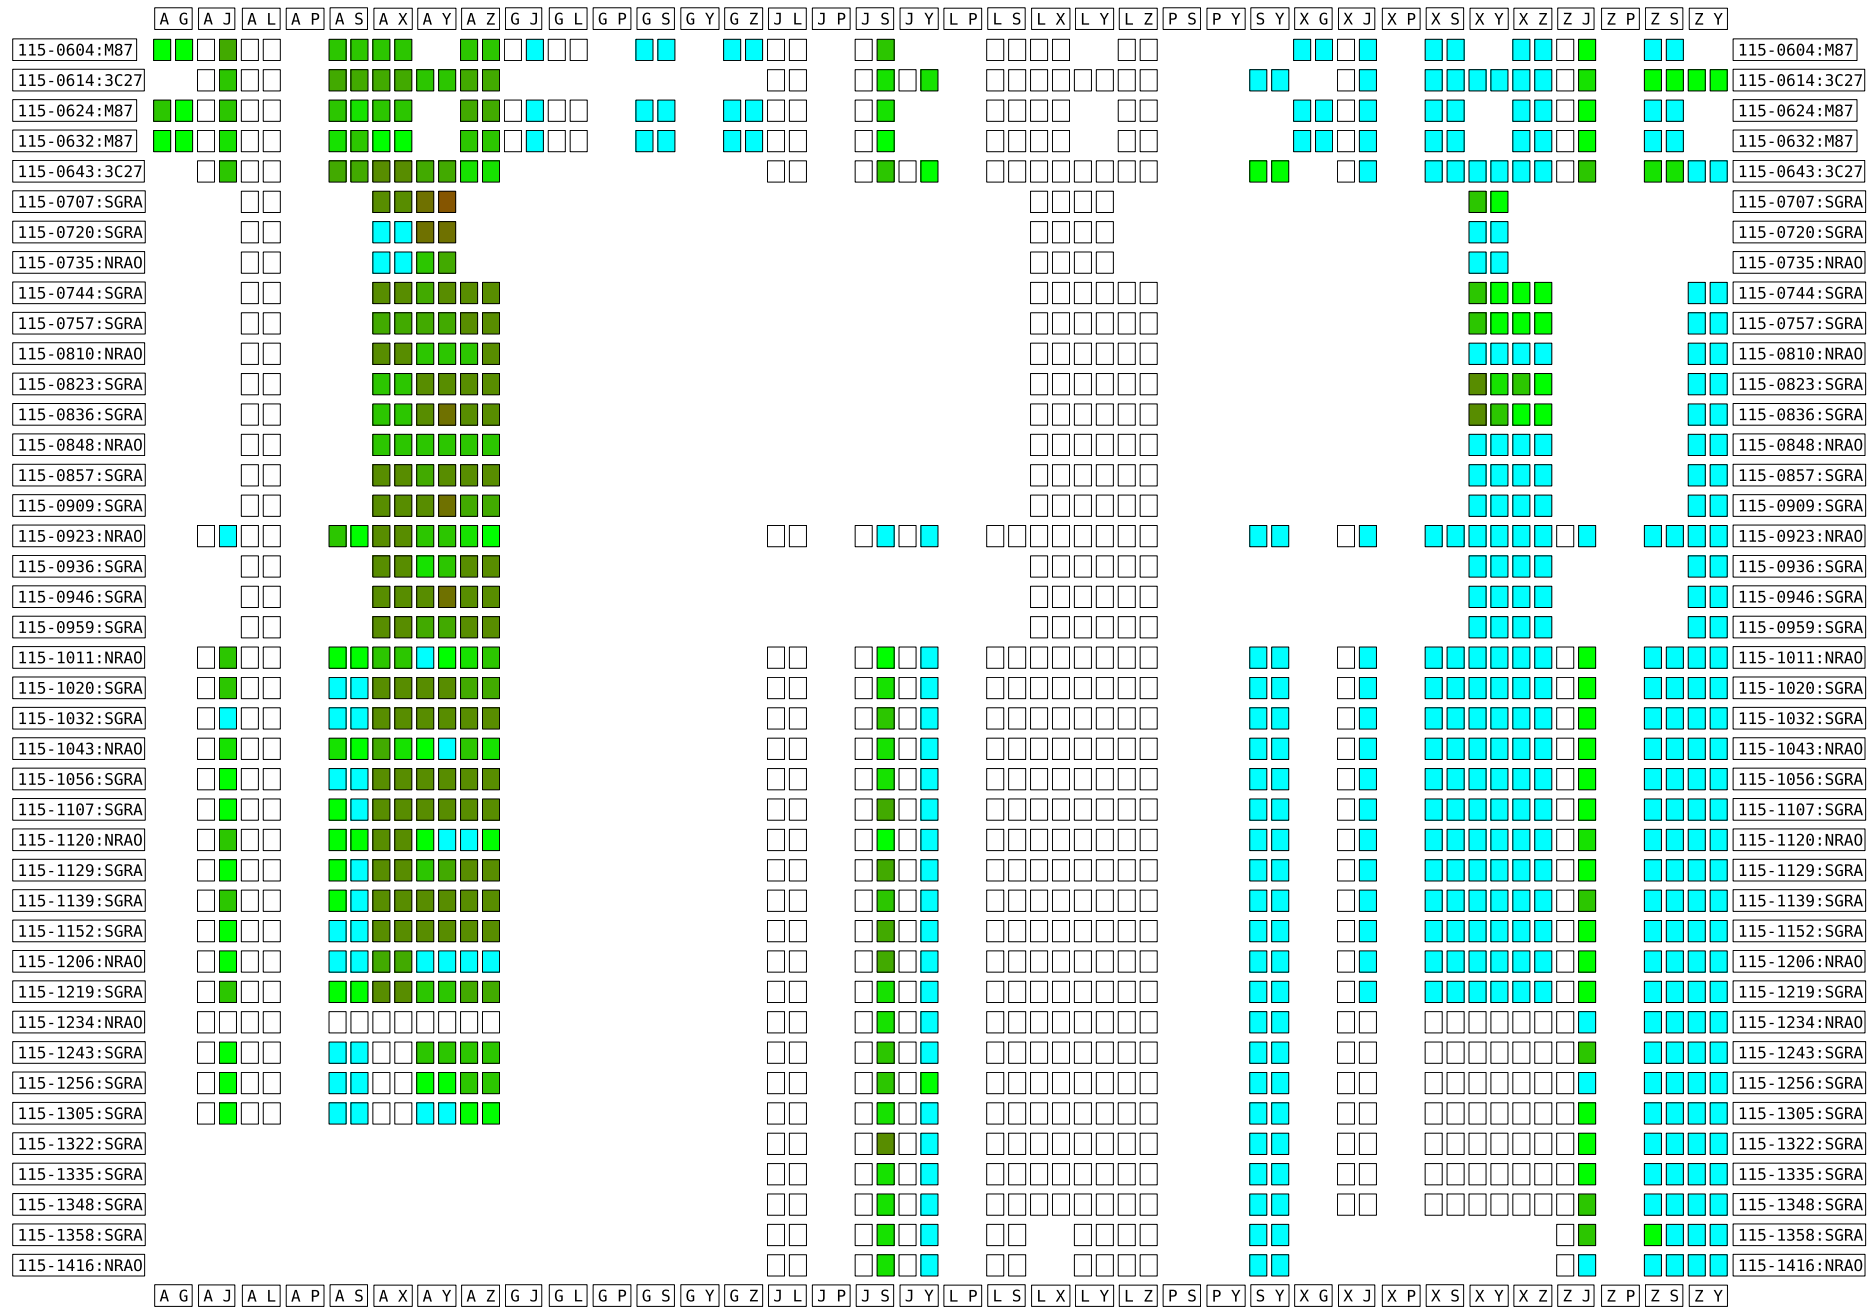 A G A J A L A P A S A X A Y A Z G J G L G P G S G Y G Z J L J P J S J Y L P L S L X L Y L Z P S P Y S Y X G X J X P X S X Y X Z Z J Z P Z S Z Y
115-0604:M87 115-0604:M87
115-0614:3C27 115-0614:3C27
115-0624:M87 115-0624:M87
115-0632:M87 115-0632:M87
115-0643:3C27 115-0643:3C27
115-0707:SGRA 115-0707:SGRA
115-0720:SGRA 115-0720:SGRA
115-0735:NRAO 115-0735:NRAO
115-0744:SGRA 115-0744:SGRA
115-0757:SGRA 115-0757:SGRA
115-0810:NRAO 115-0810:NRAO
115-0823:SGRA 115-0823:SGRA
115-0836:SGRA 115-0836:SGRA
115-0848:NRAO 115-0848:NRAO
115-0857:SGRA 115-0857:SGRA
115-0909:SGRA 115-0909:SGRA
115-0923:NRAO 115-0923:NRAO
115-0936:SGRA 115-0936:SGRA
115-0946:SGRA 115-0946:SGRA
115-0959:SGRA 115-0959:SGRA
115-1011:NRAO 115-1011:NRAO
115-1020:SGRA 115-1020:SGRA
115-1032:SGRA 115-1032:SGRA
115-1043:NRAO 115-1043:NRAO
115-1056:SGRA 115-1056:SGRA
115-1107:SGRA 115-1107:SGRA
115-1120:NRAO 115-1120:NRAO
115-1129:SGRA 115-1129:SGRA
115-1139:SGRA 115-1139:SGRA
115-1152:SGRA 115-1152:SGRA
115-1206:NRAO 115-1206:NRAO
115-1219:SGRA 115-1219:SGRA
115-1234:NRAO 115-1234:NRAO
115-1243:SGRA 115-1243:SGRA
115-1256:SGRA 115-1256:SGRA
115-1305:SGRA 115-1305:SGRA
115-1322:SGRA 115-1322:SGRA
115-1335:SGRA 115-1335:SGRA
115-1348:SGRA 115-1348:SGRA
115-1358:SGRA 115-1358:SGRA
115-1416:NRAO 115-1416:NRAO
A G A J A L A P A S A X A Y A Z G J G L G P G S G Y G Z J L J P J S J Y L P L S L X L Y L Z P S P Y S Y X G X J X P X S X Y X Z Z J Z P Z S Z Y